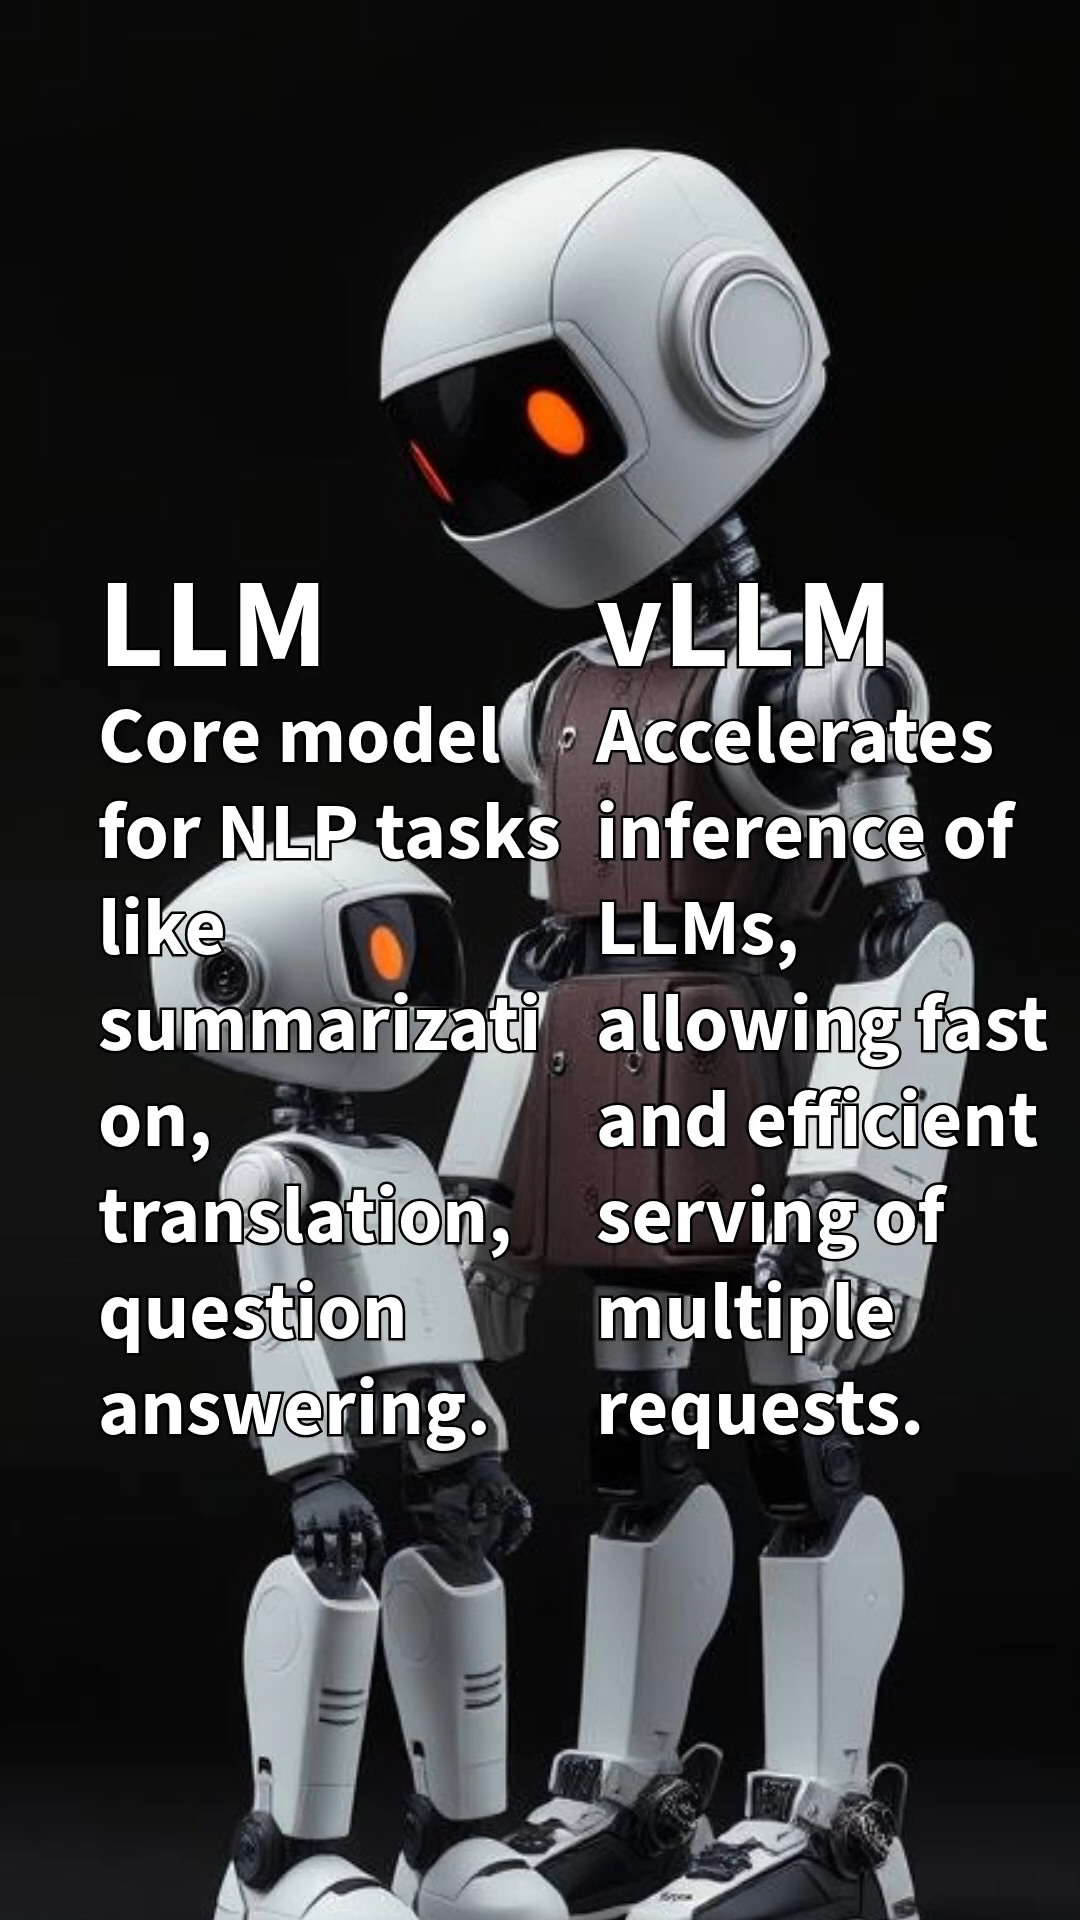 LLM
Core model
for NLP tasks
like
summarizati
on,
translation,
question
answering.
vLLM
Accelerates
inference of
LLMs,
allowing fast
and efficient
serving of
multiple
requests.